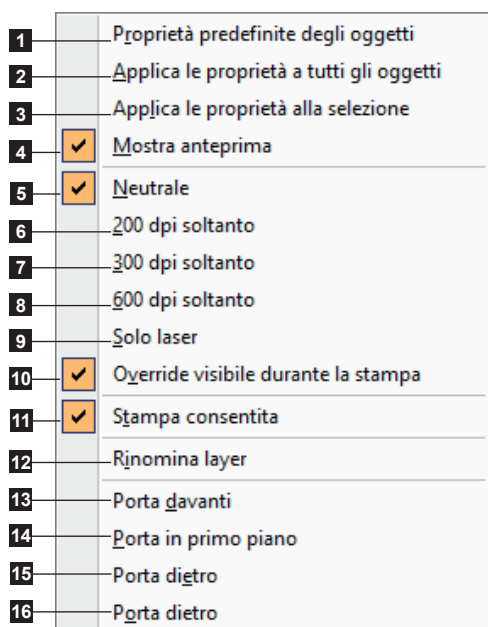 1 Proprietà predefinite degli oggetti
2 Applica le proprietà a tutti gli oggetti
3 Applica le proprietà alla selezione
4 Mostra anteprima
5 Neutrale
6 200 dpi soltanto
7 300 dpi soltanto
8 600 dpi soltanto
9 Solo laser
10 Override visibile durante la stampa
11 Stampa consentita
12 Rinomina layer
13 Porta davanti
14 Porta in primo piano
15 Porta dietro
16 Porta dietro